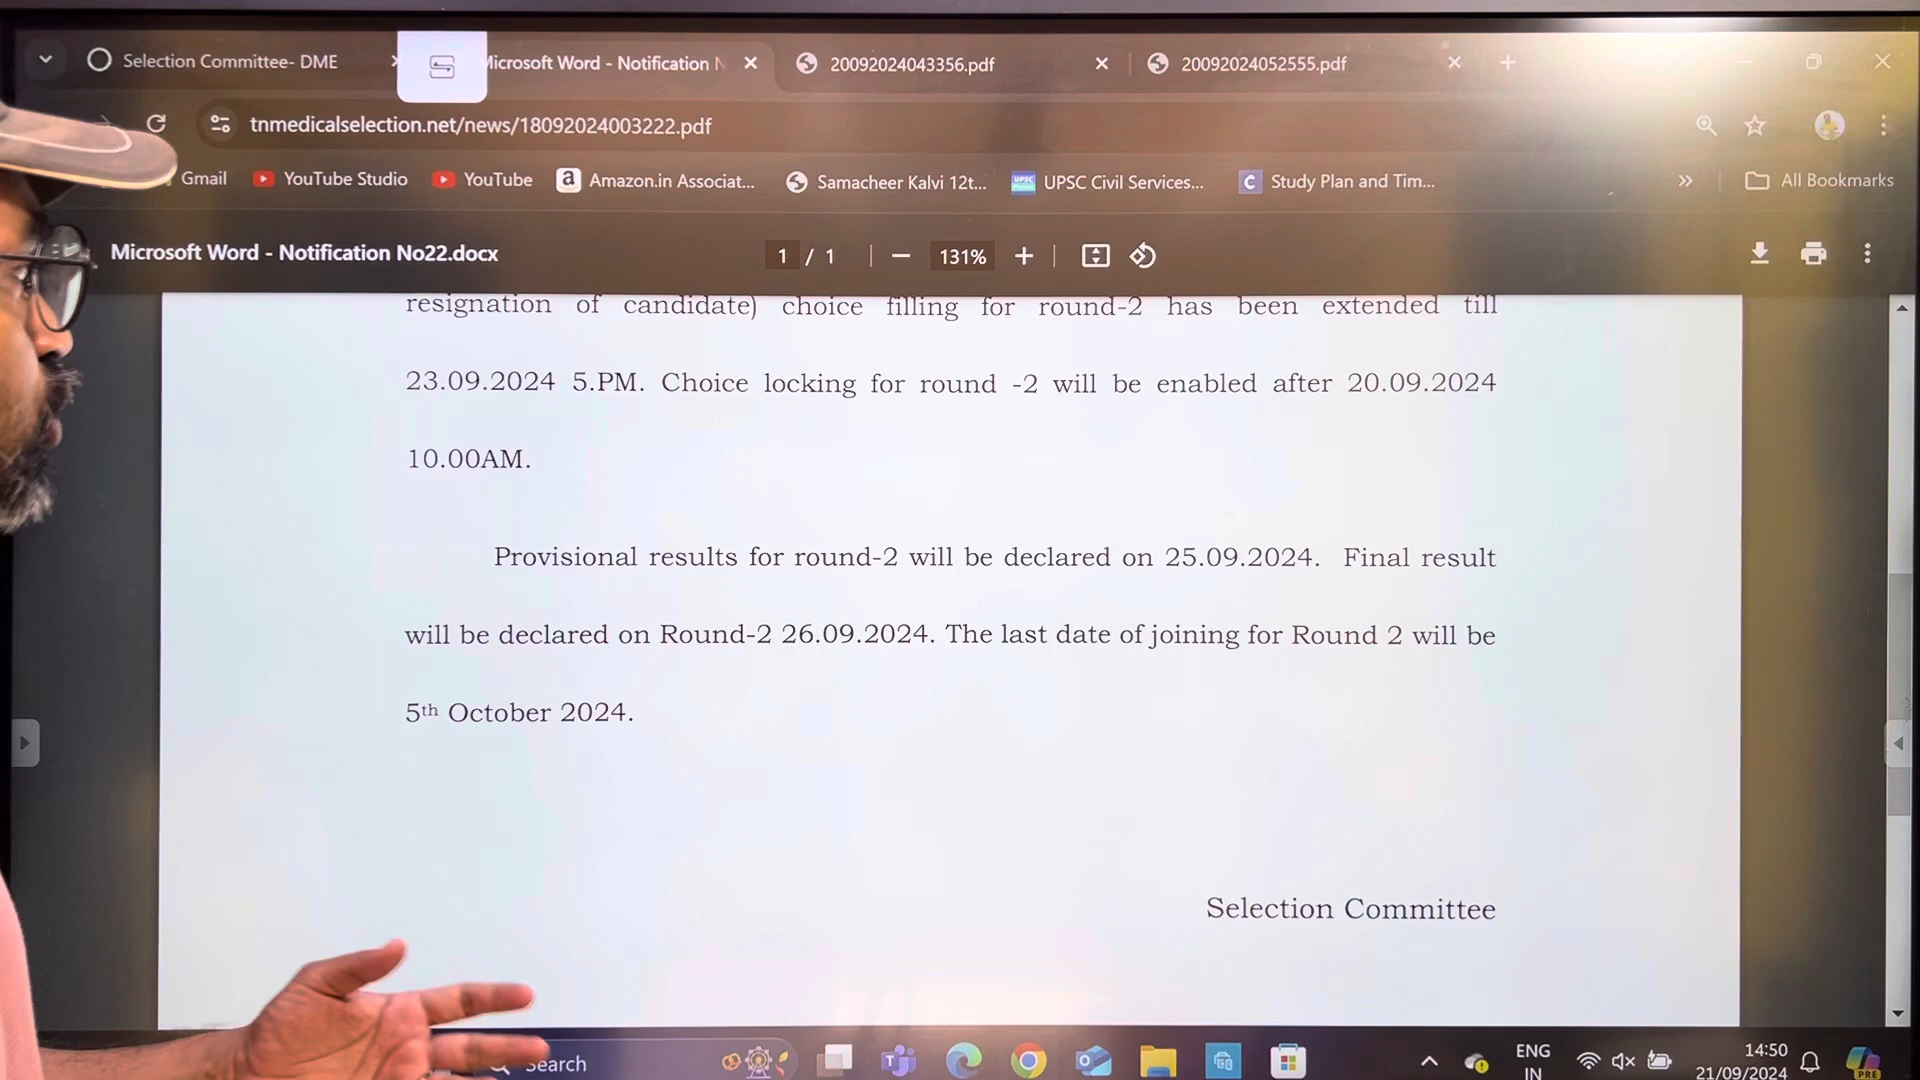 Selection Committee- DME
Microsoft Word - Notification N
20092024043356.pdf
20092024052555.pdf
tnmedicalselection.net/news/18092024003222.pdf
Gmail
YouTube Studio
YouTube
Amazon.in Associat...
Samacheer Kalvi 12t...
UPSC Civil Services...
Study Plan and Tim...
All Bookmarks
Microsoft Word - Notification No22.docx
1 / 1
131%
resignation of candidate) choice filling for round-2 has been extended till
23.09.2024 5.PM. Choice locking for round -2 will be enabled after 20.09.2024
10.00AM.
Provisional results for round-2 will be declared on 25.09.2024. Final result
will be declared on Round-2 26.09.2024. The last date of joining for Round 2 will be
5th October 2024.
Selection Committee
Search
ENG
IN
14:50
21/09/2024
PRE